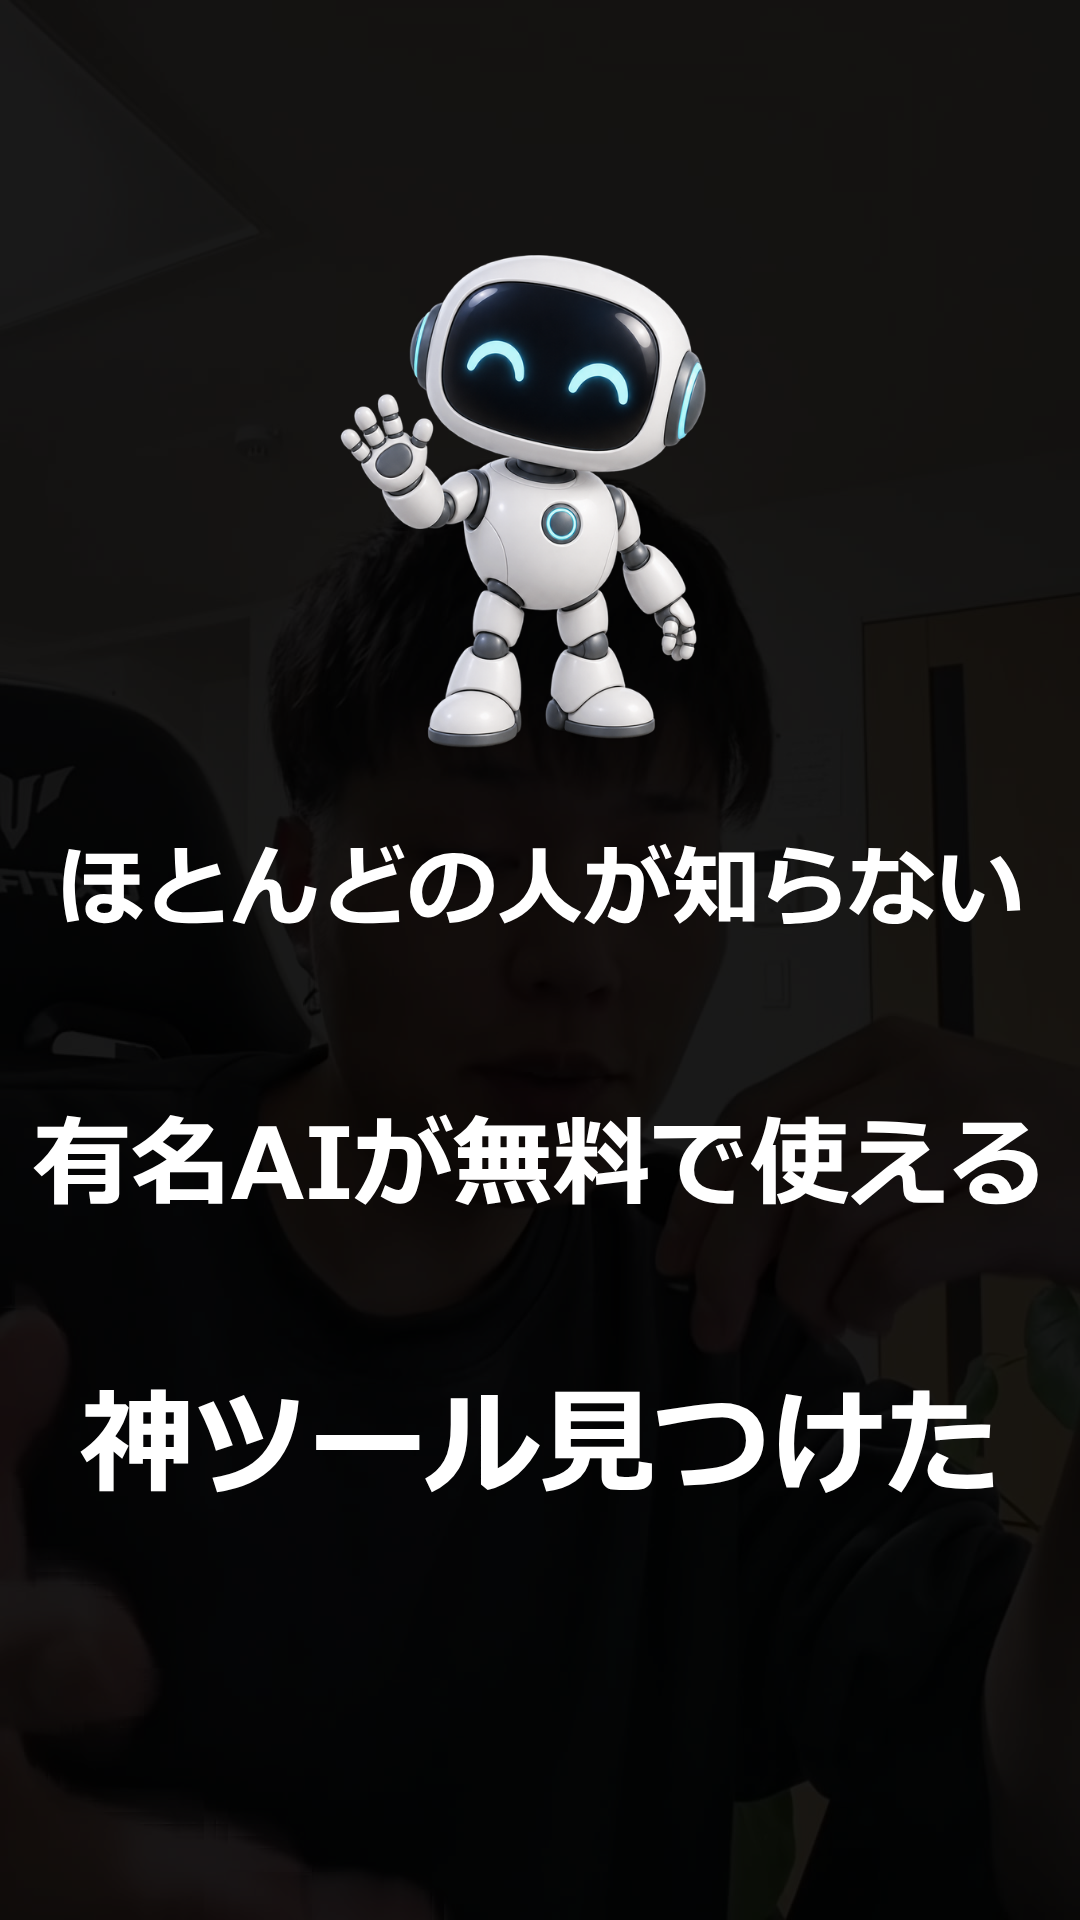 ほとんどの人が知らない
有名AIが無料で使える
神ツール見つけた